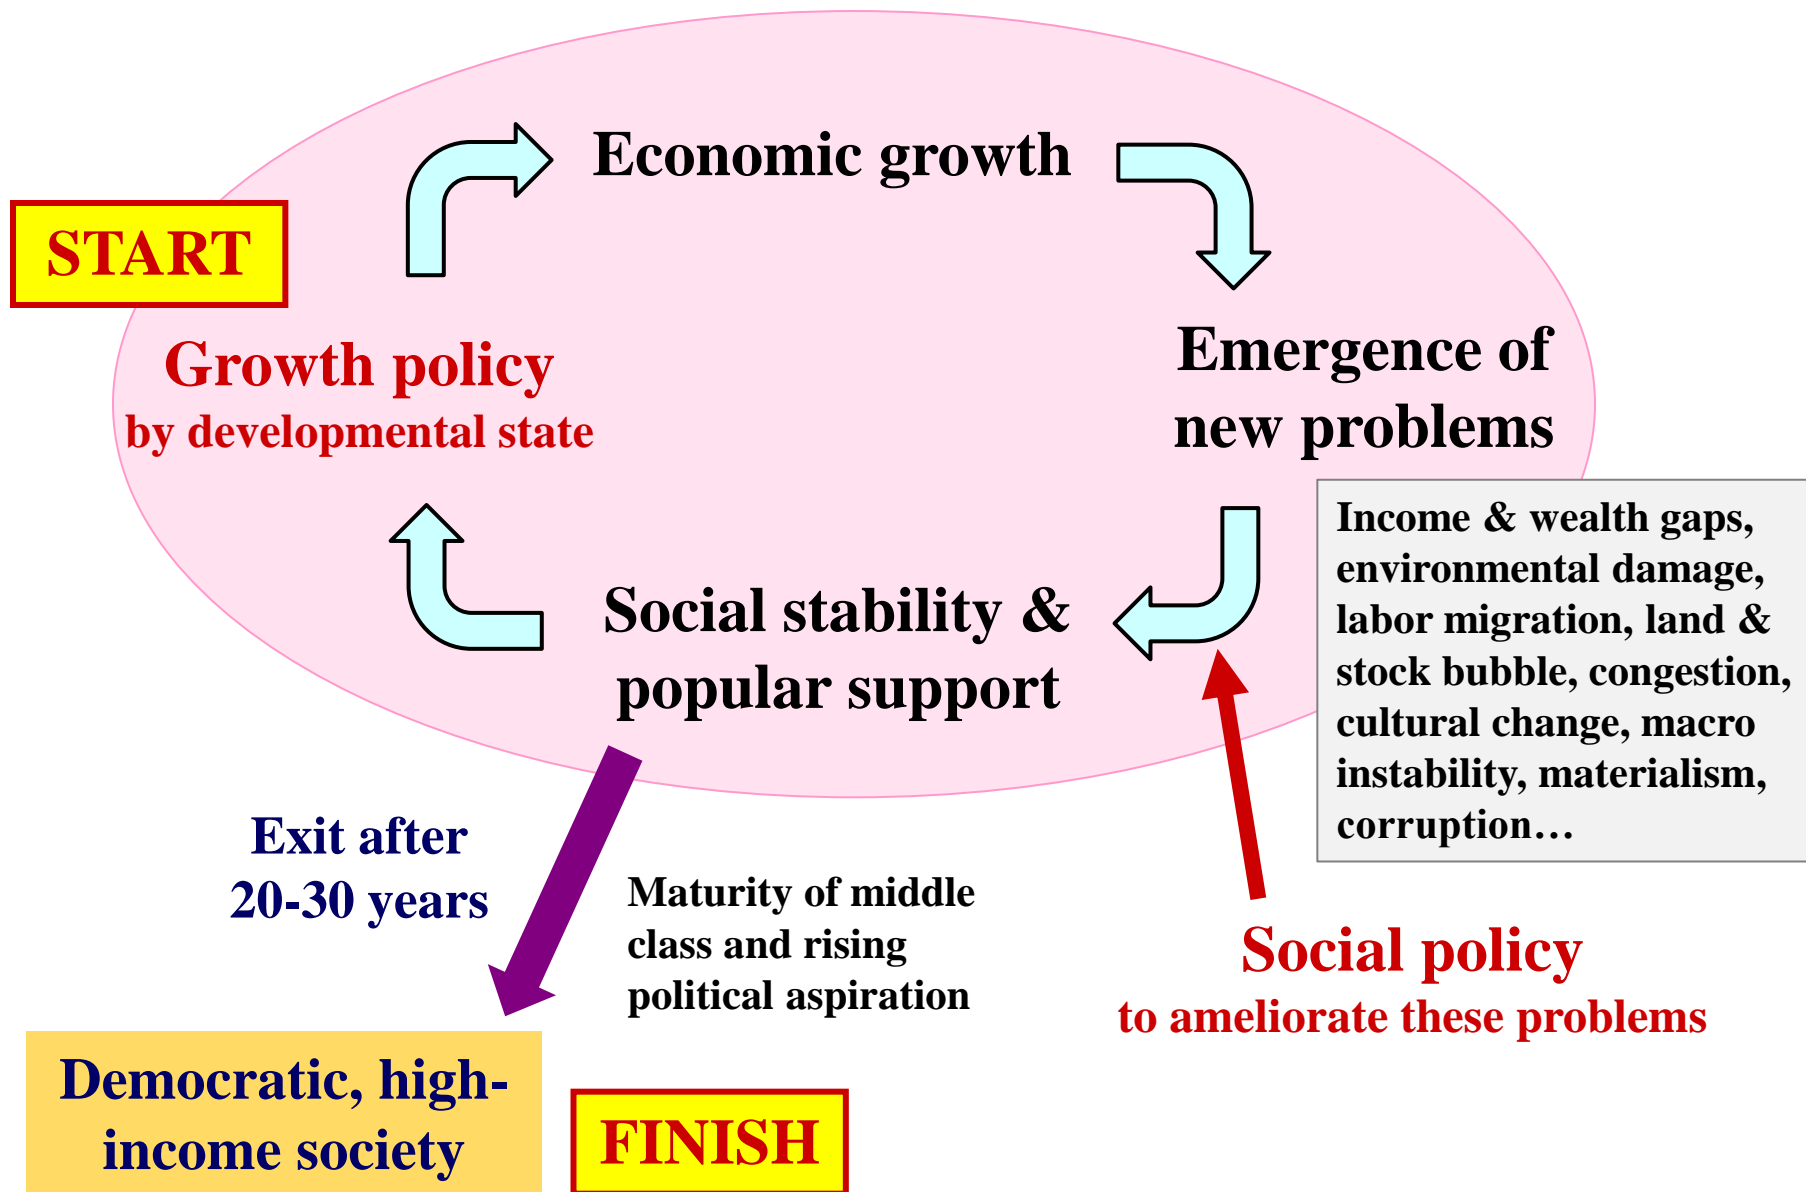 START
Economic growth
Growth policy
by developmental state
Emergence of
new problems
Income & wealth gaps,
environmental damage,
labor migration, land &
stock bubble, congestion,
cultural change, macro
instability, materialism,
corruption…
Social stability &
popular support
Social policy
to ameliorate these problems
Exit after
20-30 years
Maturity of middle
class and rising
political aspiration
Democratic, high-
income society
FINISH